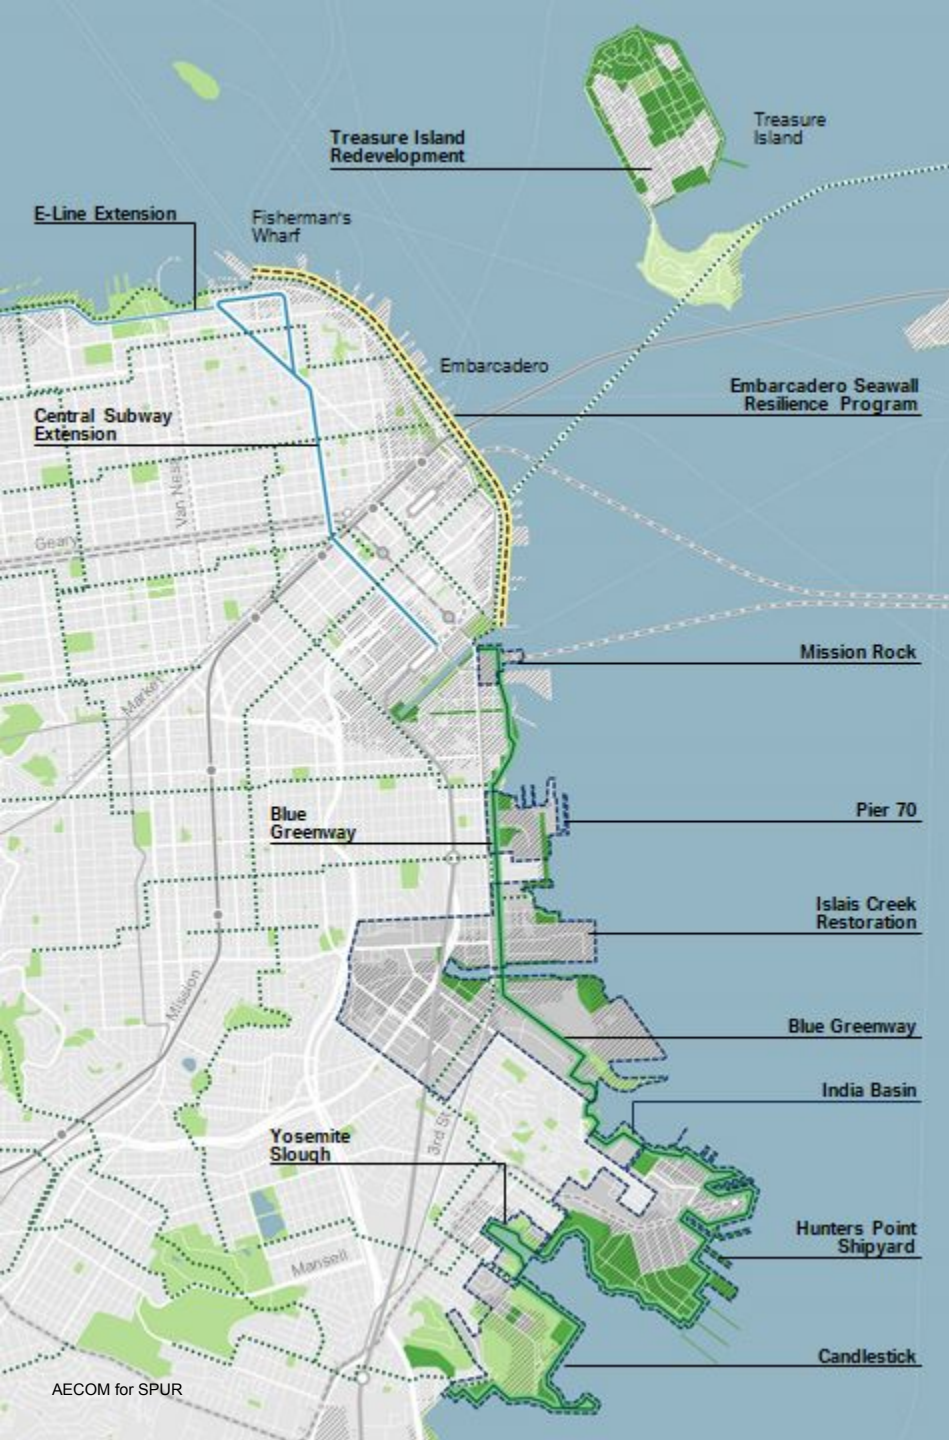 Treasure Island
Redevelopment
Treasure
Island
E-Line Extension
Fisherman's
Wharf
Embarcadero
Embarcadero Seawall
Resilience Program
Central Subway
Extension
Van Ness
Geary
Mission Rock
Market
Blue
Greenway
Pier 70
Islais Creek
Restoration
Mission
Blue Greenway
India Basin
Yosemite
Slough
3rd St
Hunters Point
Shipyard
Mansell
Candlestick
AECOM for SPUR